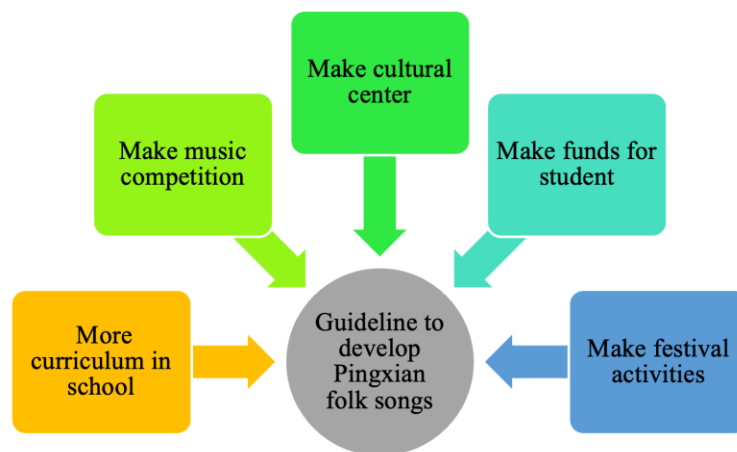 Make cultural
center
Make music
competition
Make funds for
student
More
curriculum in
school
Guideline to
develop
Pingxian
folk songs
Make festival
activities